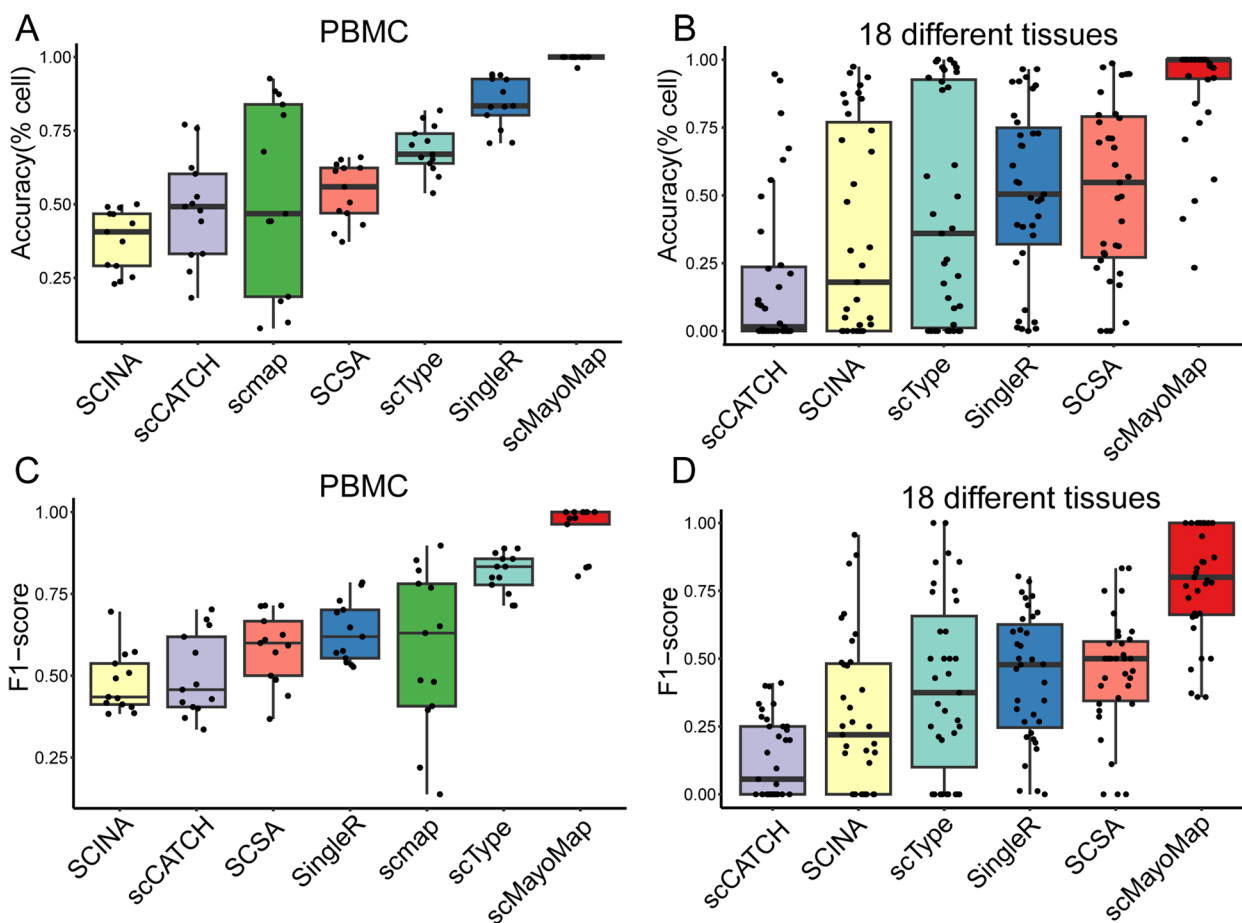 A
PBMC
Accuracy(% cell)
1.00
0.75
0.50
0.25
SCINA
scCATCH
scmap
SCSA
scType
SingleR
scMayoMap
B
18 different tissues
Accuracy(% cell)
1.00
0.75
0.50
0.25
0.00
scCATCH
SCINA
scType
SingleR
SCSA
scMayoMap
C
PBMC
F1−score
1.00
0.75
0.50
0.25
SCINA
scCATCH
SCSA
SingleR
scmap
scType
scMayoMap
D
18 different tissues
F1−score
1.00
0.75
0.50
0.25
0.00
scCATCH
SCINA
scType
SingleR
SCSA
scMayoMap